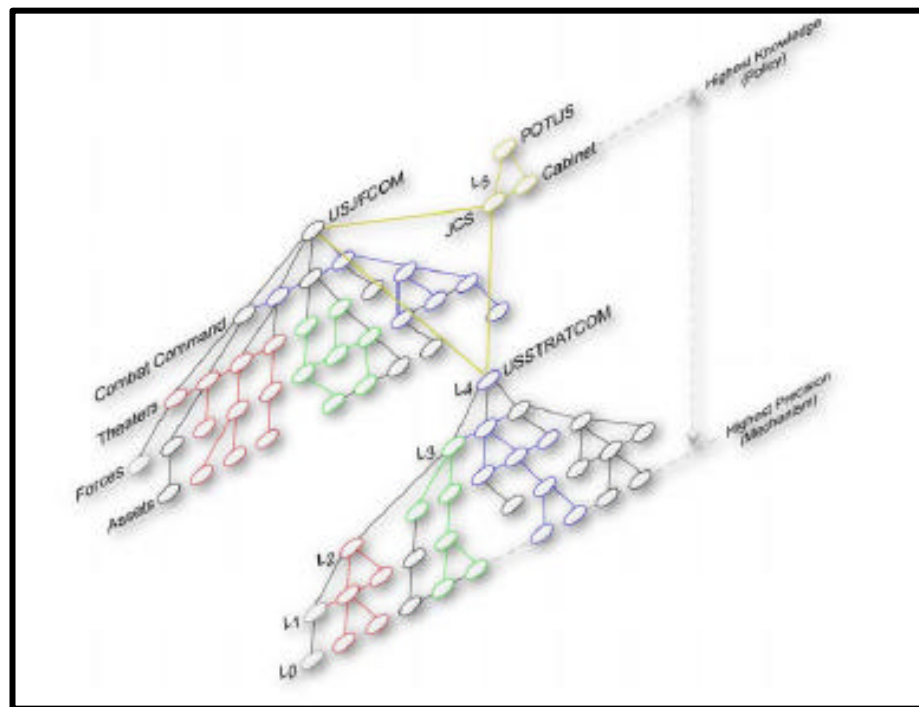 Highest Knowledge
(Policy)
POTUS
Cabinet
L5
JCS
USJFCOM
Combat Command
Theaters
Forces
Assets
USSTRATCOM
L4
L3
L2
L1
L0
Highest Precision
(Mechanism)